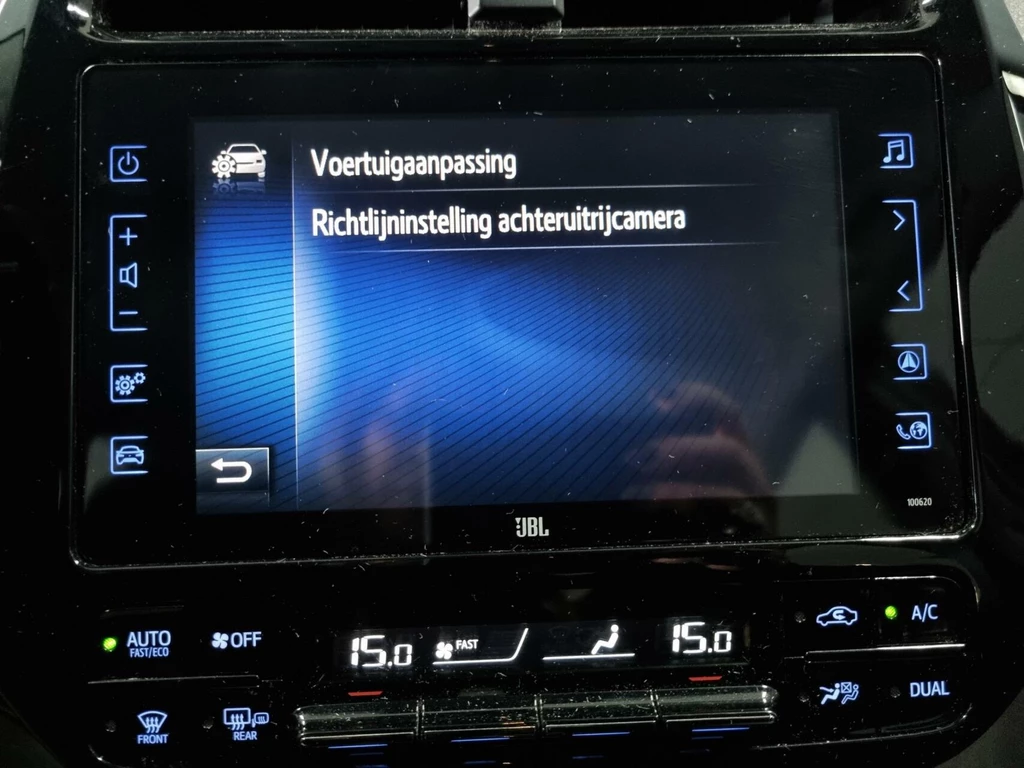 Voertuigaanpassing
Richtlijninstelling achteruitrijcamera
100620
JBL
AUTO
FAST/ECO
OFF
15.0
FAST
15.0
A/C
FRONT
REAR
DUAL